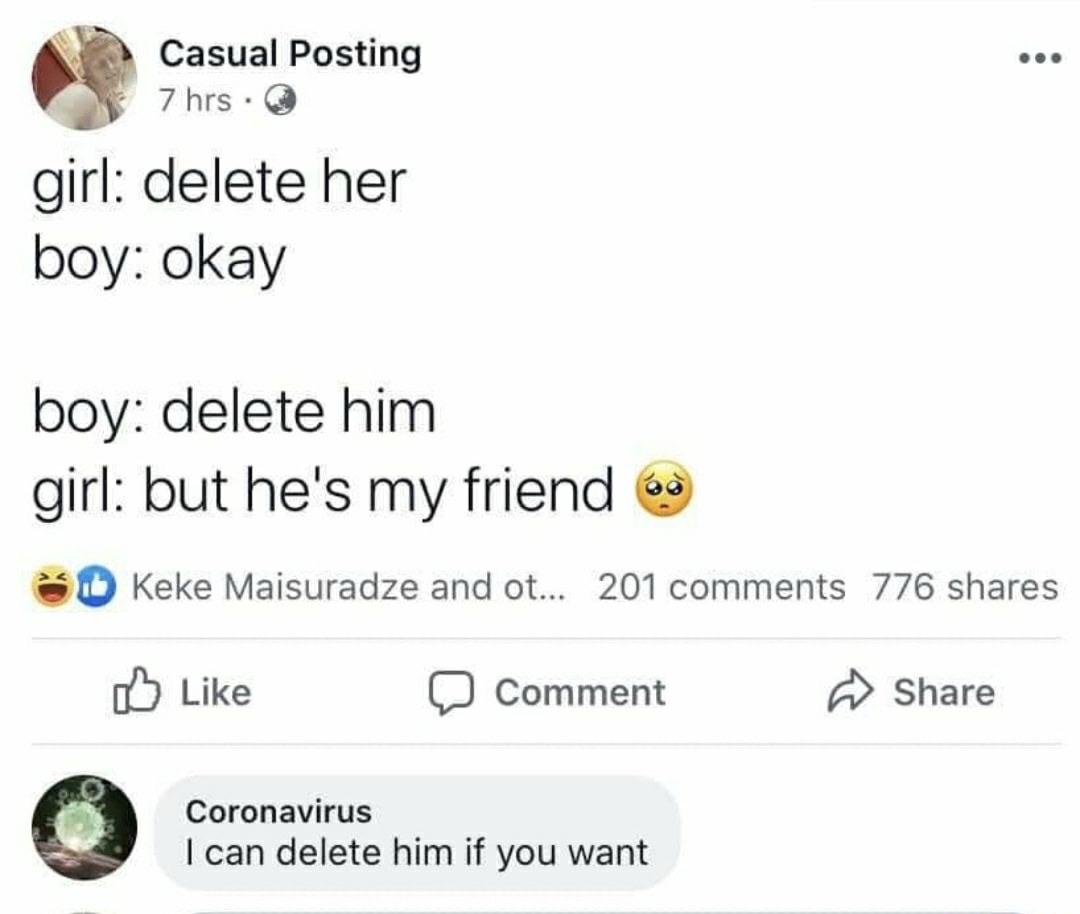 Casual Posting
7 hrs ·
girl: delete her
boy: okay
boy: delete him
girl: but he's my friend 🥺
Keke Maisuradze and ot... 201 comments 776 shares
Like Comment Share
Coronavirus
I can delete him if you want